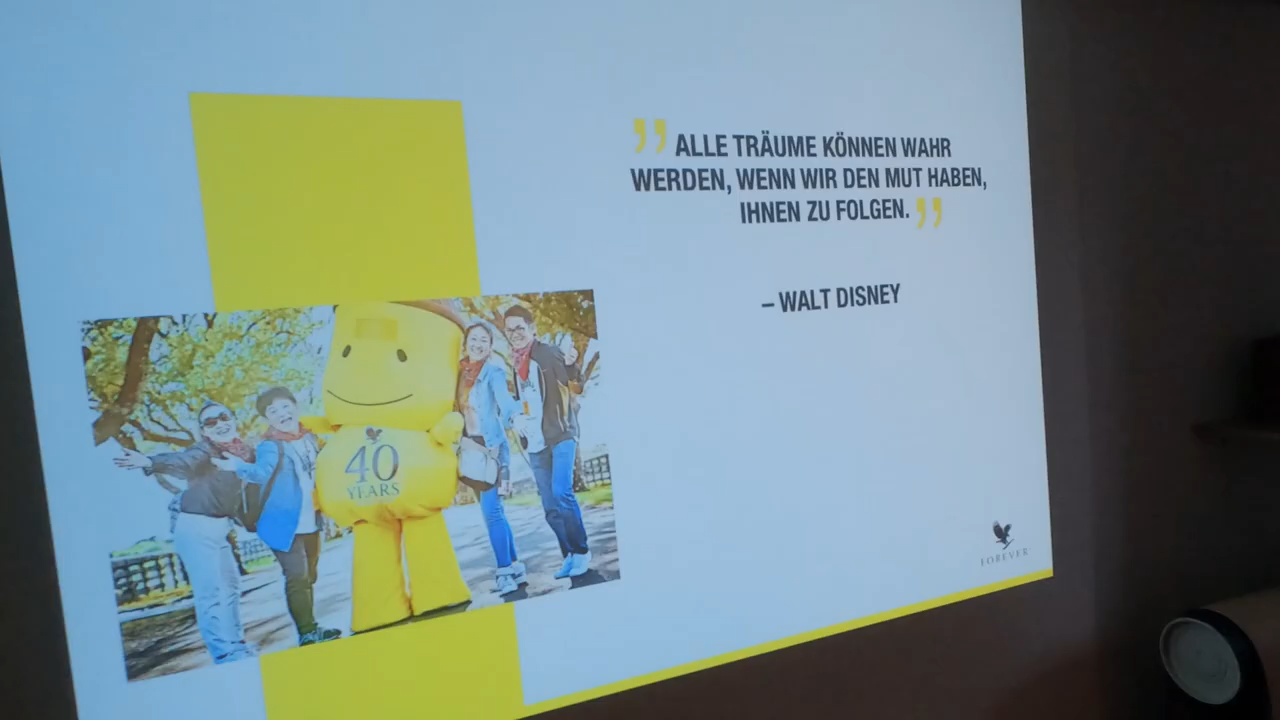 ❜❜ ALLE TRÄUME KÖNNEN WAHR
WERDEN, WENN WIR DEN MUT HABEN,
IHNEN ZU FOLGEN. ❜❜
– WALT DISNEY
40
YEARS
FOREVER